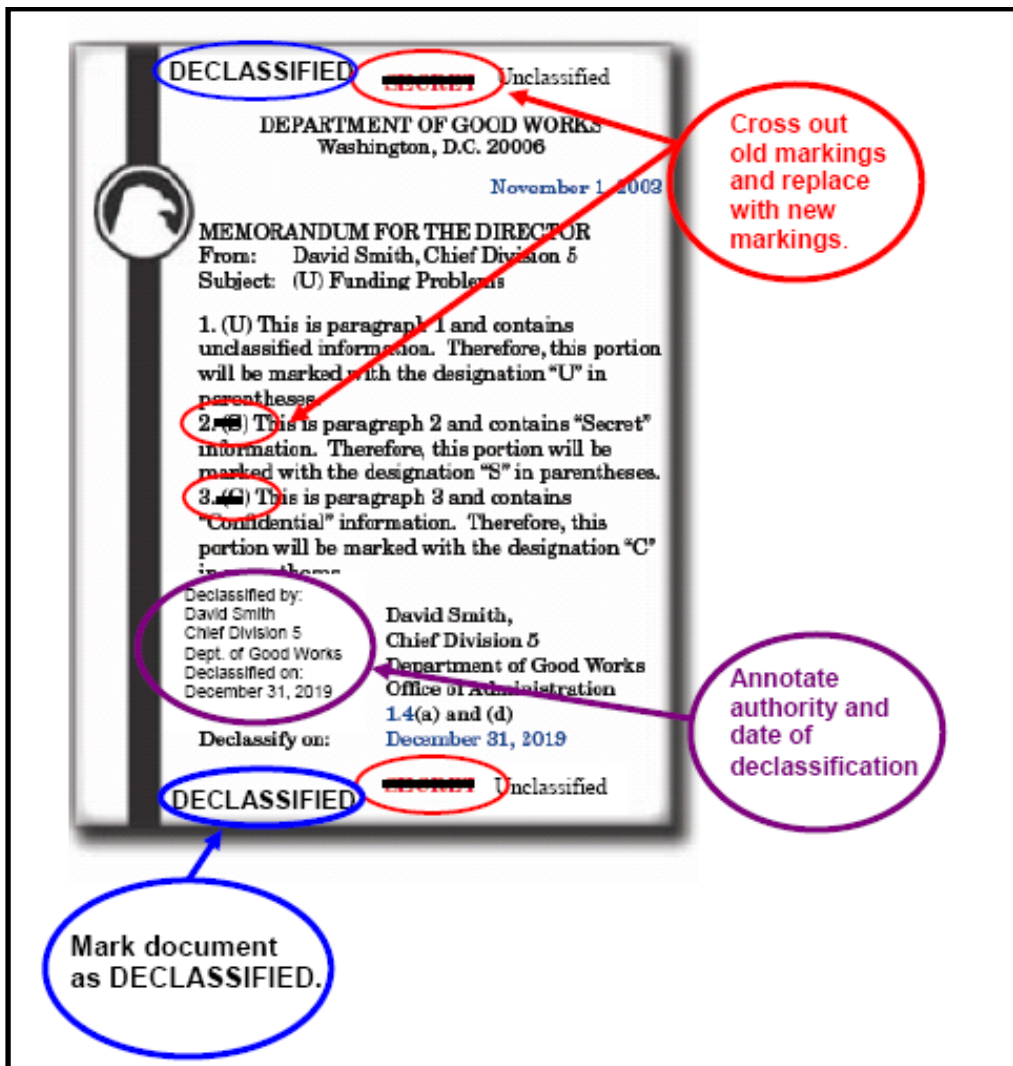 DECLASSIFIED SECRET Unclassified
DEPARTMENT OF GOOD WORKS
Washington, D.C. 20006
November 1, 2003
MEMORANDUM FOR THE DIRECTOR
From: David Smith, Chief Division 5
Subject: (U) Funding Problems
1. (U) This is paragraph 1 and contains
unclassified information. Therefore, this portion
will be marked with the designation “U” in
parentheses.
2. (S) This is paragraph 2 and contains “Secret”
information. Therefore, this portion will be
marked with the designation “S” in parentheses.
3. (C) This is paragraph 3 and contains
“Confidential” information. Therefore, this
portion will be marked with the designation “C”
in
Declassified by:
David Smith
Chief Division 5
Dept. of Good Works
Declassified on:
December 31, 2019
David Smith,
Chief Division 5
Department of Good Works
Office of Administration
1.4(a) and (d)
Declassify on: December 31, 2019
DECLASSIFIED SECRET Unclassified
Cross out
old markings
and replace
with new
markings.
Annotate
authority and
date of
declassification
Mark document
as DECLASSIFIED.